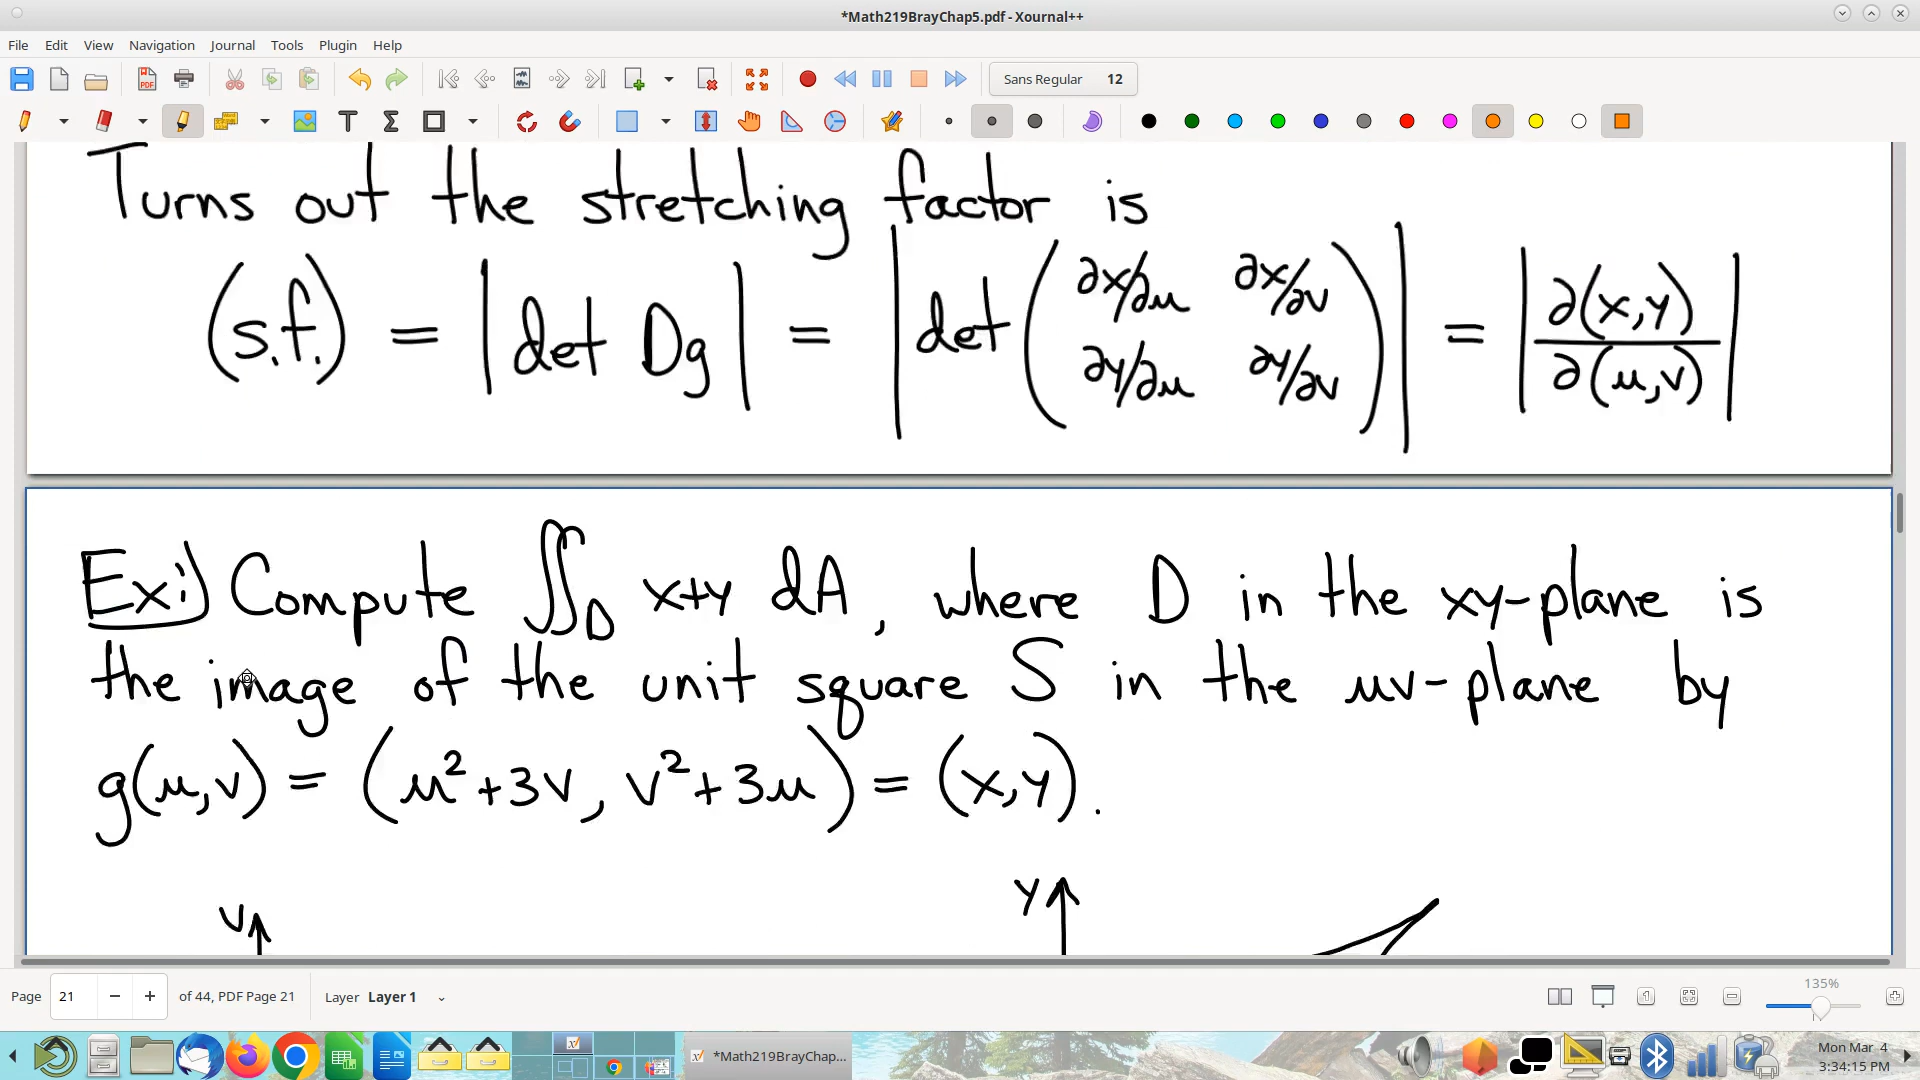 *Math219BrayChap5.pdf - Xournal++
File Edit View Navigation Journal Tools Plugin Help
Sans Regular 12
Turns out the stretching factor is
(s.f.) = |det Dg| = |det (∂x/∂u ∂x/∂v ∂y/∂u ∂y/∂v)| = |∂(x,y)/∂(u,v)|
Ex:) Compute ∬_D x+y dA, where D in the xy-plane is
the image of the unit square S in the uv-plane by
g(u,v) = (u²+3v, v²+3u) = (x,y).
v
y
Page 21 of 44, PDF Page 21 Layer Layer 1
135%
*Math219BrayChap...
Mon Mar 4
3:34:15 PM